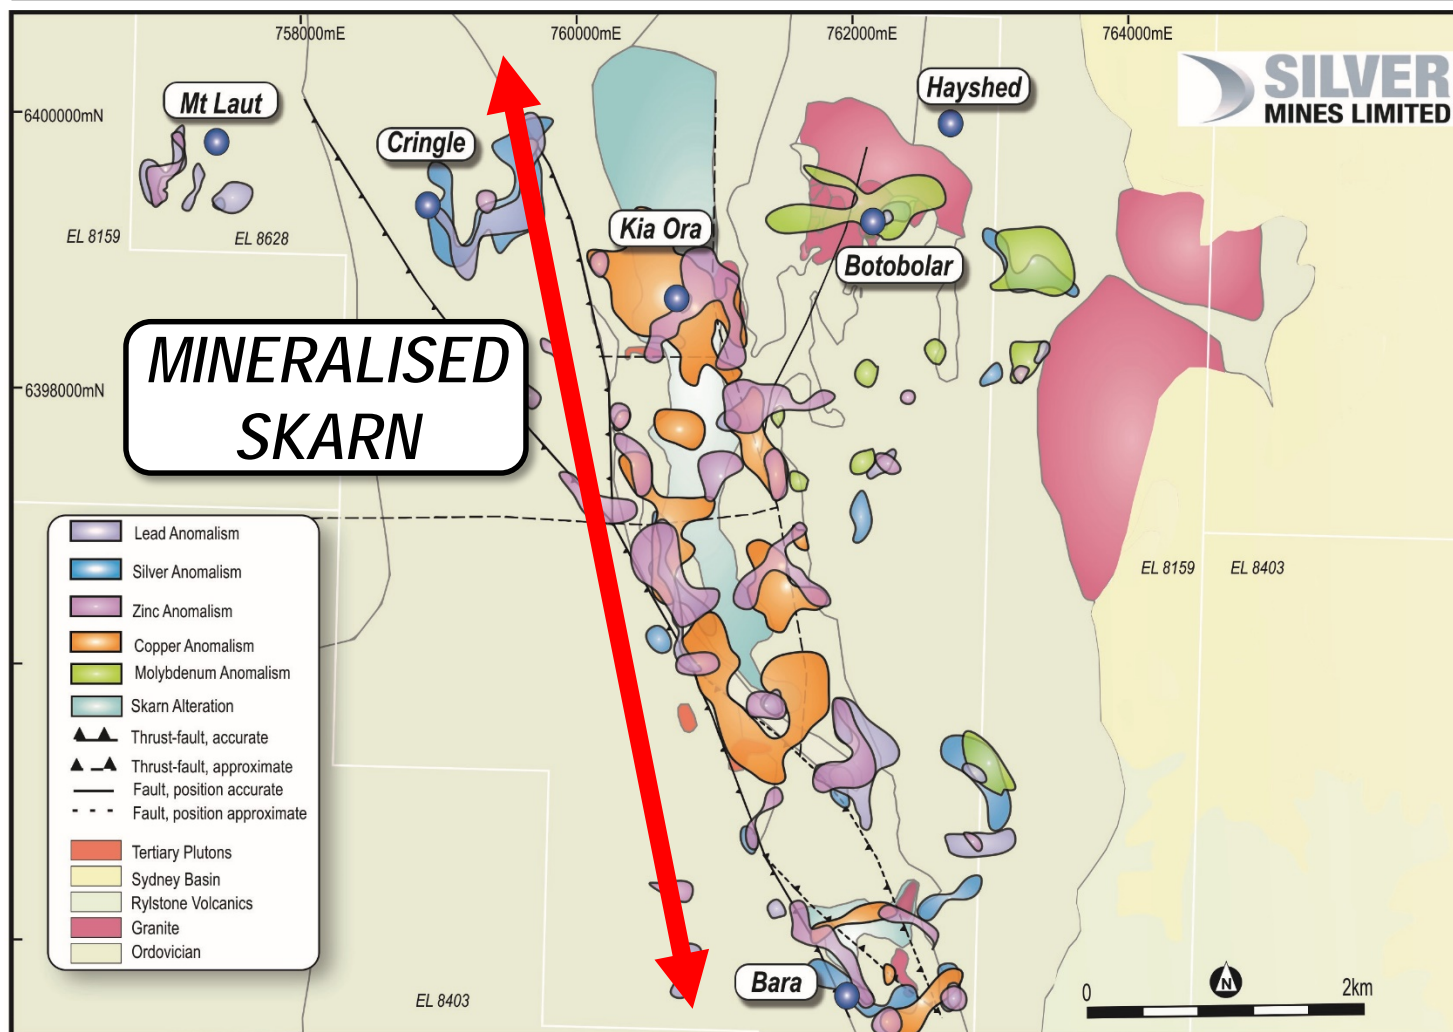 758000mE
760000mE
762000mE
764000mE
SILVER
MINES LIMITED
6400000mN
Mt Laut
Cringle
Hayshed
Kia Ora
Botobolar
EL 8159
EL 8628
MINERALISED
SKARN
6398000mN
Lead Anomalism
Silver Anomalism
Zinc Anomalism
Copper Anomalism
Molybdenum Anomalism
Skarn Alteration
Thrust-fault, accurate
Thrust-fault, approximate
Fault, position accurate
Fault, position approximate
Tertiary Plutons
Sydney Basin
Rylstone Volcanics
Granite
Ordovician
EL 8159
EL 8403
EL 8403
Bara
N
0
2km